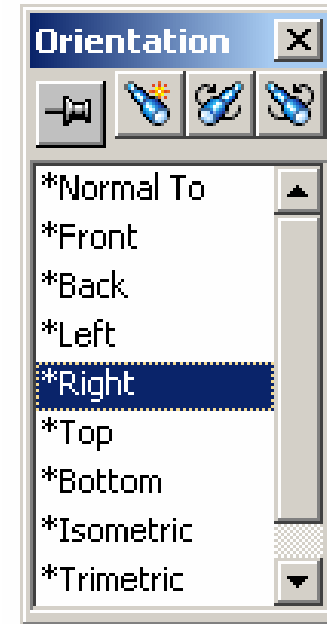 Orientation
*Normal To
*Front
*Back
*Left
*Right
*Top
*Bottom
*Isometric
*Trimetric